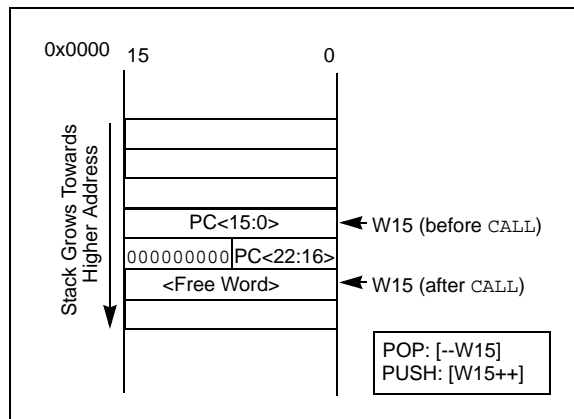 0x0000
15 0
Stack Grows Towards
Higher Address
PC<15:0>
W15 (before CALL)
000000000 PC<22:16>
<Free Word>
W15 (after CALL)
POP: [--W15]
PUSH: [W15++]